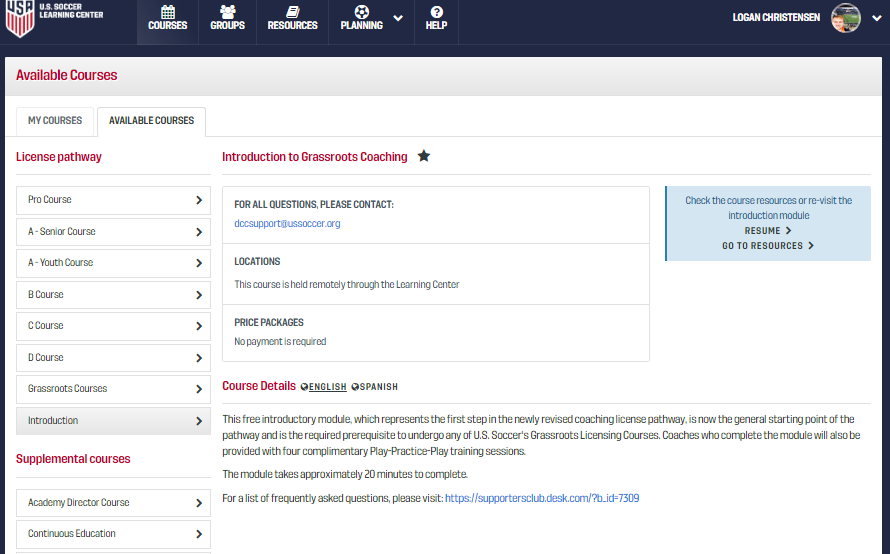 U.S. SOCCER
LEARNING CENTER
COURSES
GROUPS
RESOURCES
PLANNING
HELP
LOGAN CHRISTENSEN
Available Courses
MY COURSES
AVAILABLE COURSES
License pathway
Pro Course
A - Senior Course
A - Youth Course
B Course
C Course
D Course
Grassroots Courses
Introduction
Supplemental courses
Academy Director Course
Continuous Education
Introduction to Grassroots Coaching
FOR ALL QUESTIONS, PLEASE CONTACT:
dccsupport@ussoccer.org
LOCATIONS
This course is held remotely through the Learning Center
PRICE PACKAGES
No payment is required
Check the course resources or re-visit the
introduction module
RESUME
GO TO RESOURCES
Course Details ENGLISH SPANISH
This free introductory module, which represents the first step in the newly revised coaching license pathway, is now the general starting point of the
pathway and is the required prerequisite to undergo any of U.S. Soccer's Grassroots Licensing Courses. Coaches who complete the module will also be
provided with four complimentary Play-Practice-Play training sessions.
The module takes approximately 20 minutes to complete.
For a list of frequently asked questions, please visit: https://supportersclub.desk.com/?b_id=7309